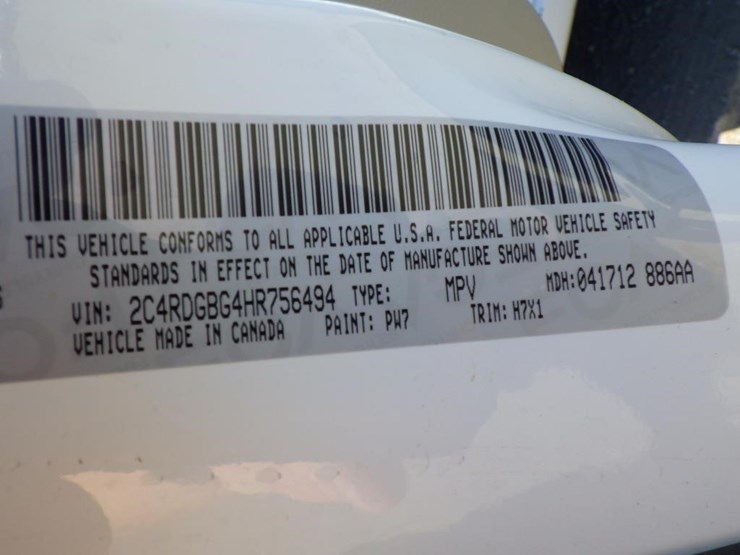 THIS VEHICLE CONFORMS TO ALL APPLICABLE U.S.A. FEDERAL MOTOR VEHICLE SAFETY
STANDARDS IN EFFECT ON THE DATE OF MANUFACTURE SHOWN ABOVE.
VIN: 2C4RDGBG4HR756494 TYPE: MPV MDH:041712 886AA
VEHICLE MADE IN CANADA PAINT: PW7 TRIM: H7X1